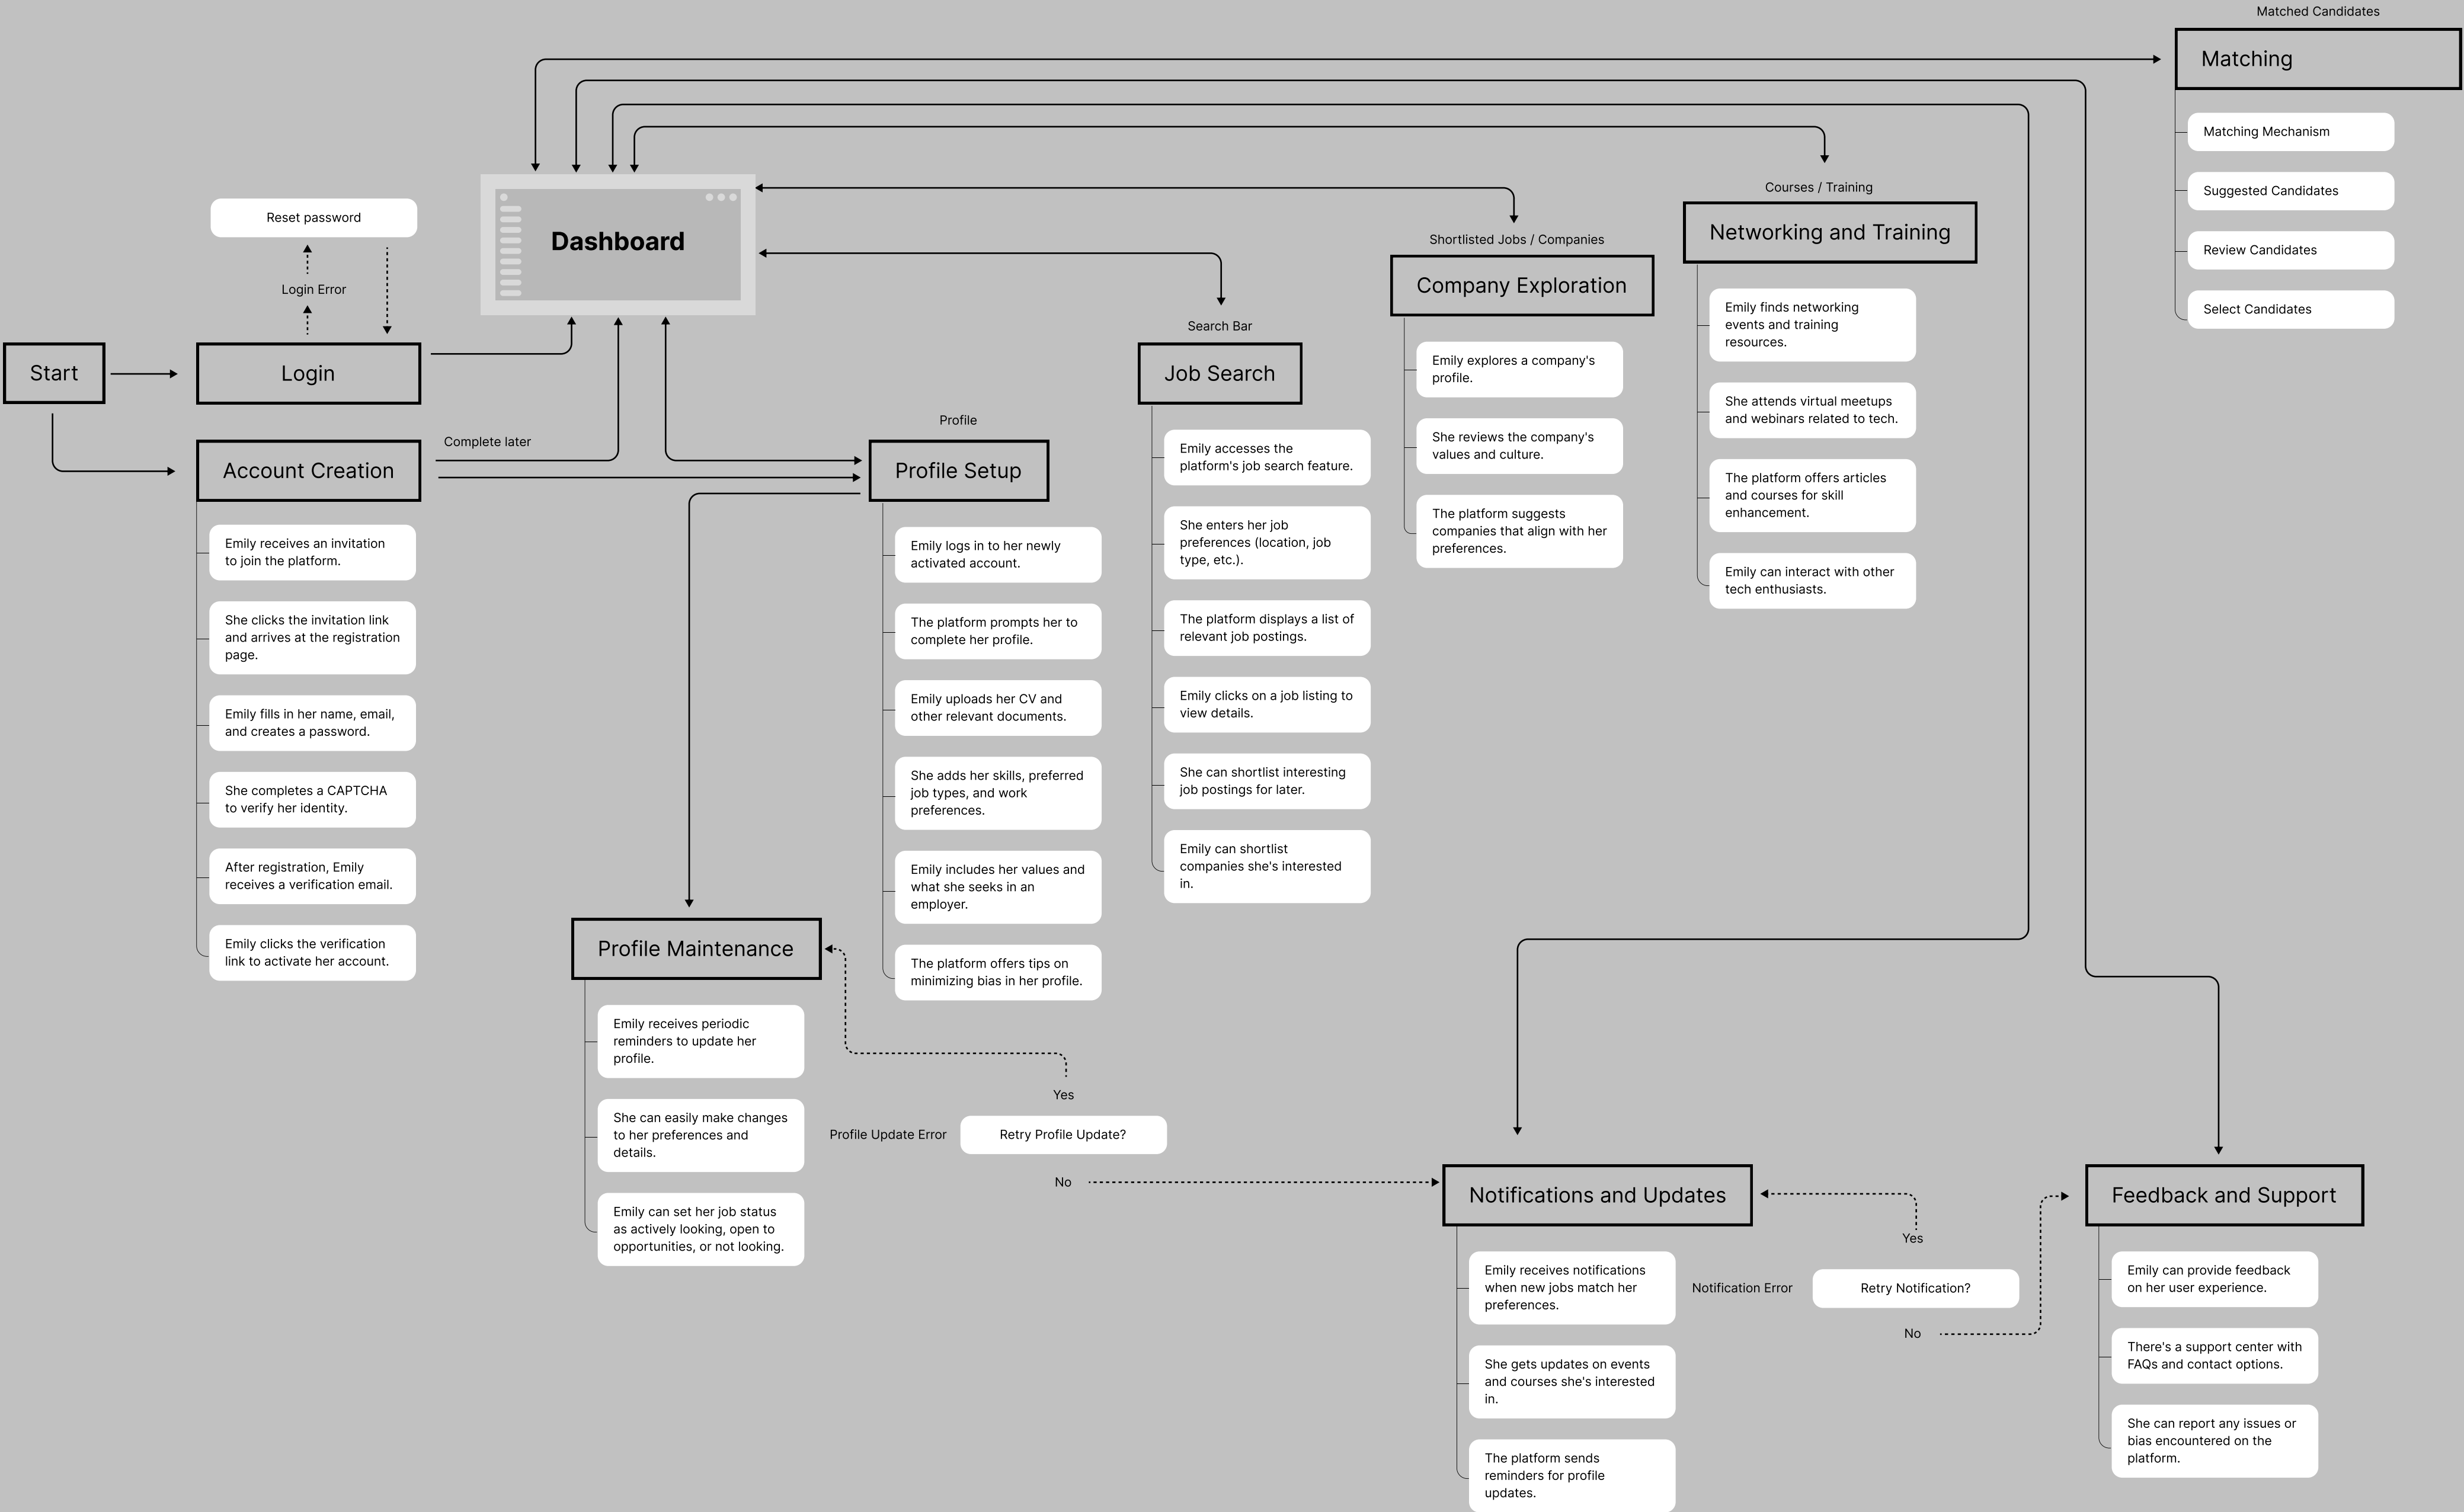 Matched Candidates
Matching
Matching Mechanism
Suggested Candidates
Review Candidates
Select Candidates
Courses / Training
Networking and Training
Emily finds networking
events and training
resources.
She attends virtual meetups
and webinars related to tech.
The platform offers articles
and courses for skill
enhancement.
Emily can interact with other
tech enthusiasts.
Shortlisted Jobs / Companies
Company Exploration
Emily explores a company's
profile.
She reviews the company's
values and culture.
The platform suggests
companies that align with her
preferences.
Dashboard
Reset password
Login Error
Start
Login
Search Bar
Job Search
Emily accesses the
platform's job search feature.
She enters her job
preferences (location, job
type, etc.).
The platform displays a list of
relevant job postings.
Emily clicks on a job listing to
view details.
She can shortlist interesting
job postings for later.
Emily can shortlist
companies she's interested
in.
Complete later
Account Creation
Emily receives an invitation
to join the platform.
She clicks the invitation link
and arrives at the registration
page.
Emily fills in her name, email,
and creates a password.
She completes a CAPTCHA
to verify her identity.
After registration, Emily
receives a verification email.
Emily clicks the verification
link to activate her account.
Profile
Profile Setup
Emily logs in to her newly
activated account.
The platform prompts her to
complete her profile.
Emily uploads her CV and
other relevant documents.
She adds her skills, preferred
job types, and work
preferences.
Emily includes her values and
what she seeks in an
employer.
The platform offers tips on
minimizing bias in her profile.
Profile Maintenance
Emily receives periodic
reminders to update her
profile.
She can easily make changes
to her preferences and
details.
Emily can set her job status
as actively looking, open to
opportunities, or not looking.
Yes
Profile Update Error
Retry Profile Update?
No
Notifications and Updates
Emily receives notifications
when new jobs match her
preferences.
She gets updates on events
and courses she's interested
in.
The platform sends
reminders for profile
updates.
Yes
Notification Error
Retry Notification?
No
Feedback and Support
Emily can provide feedback
on her user experience.
There's a support center with
FAQs and contact options.
She can report any issues or
bias encountered on the
platform.